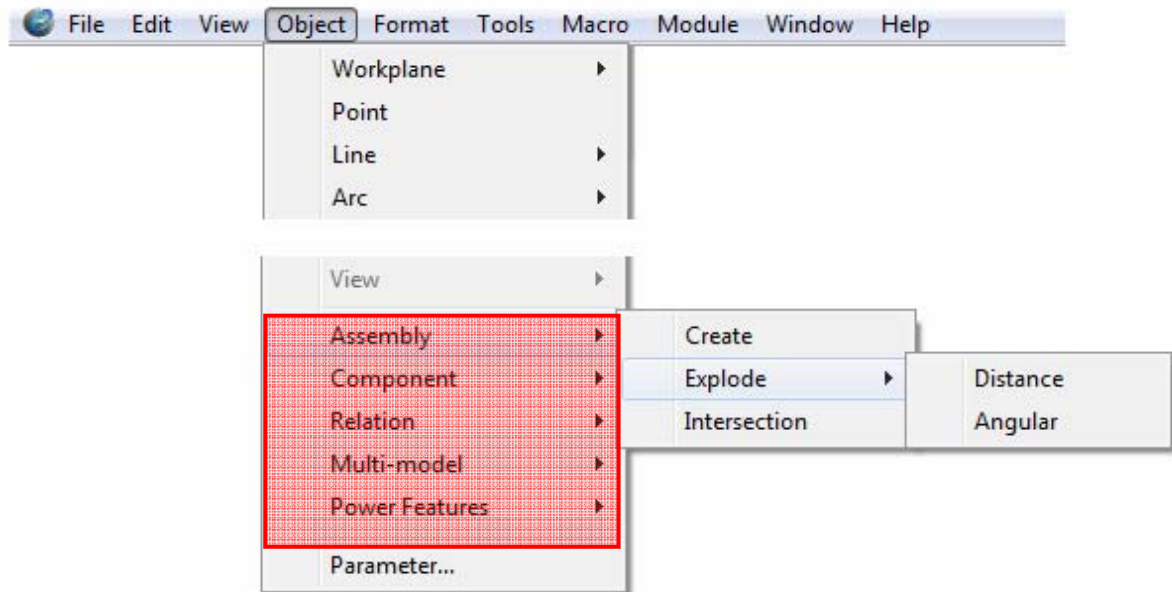 File Edit View Object Format Tools Macro Module Window Help
Workplane
Point
Line
Arc
View
Assembly
Component
Relation
Multi-model
Power Features
Parameter...
Create
Explode
Intersection
Distance
Angular